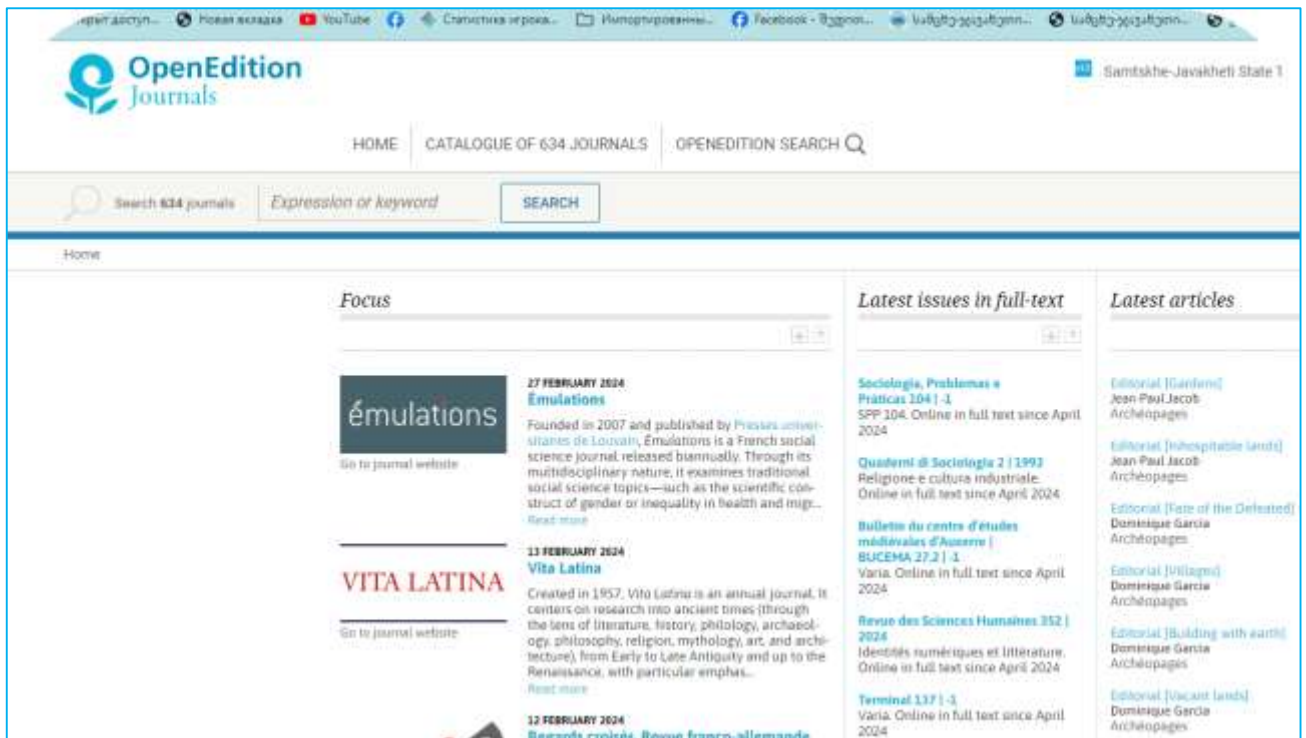 Новая вкладка YouTube Статистика игрока... Импортированные... Facebook -
OpenEdition
Journals
Samtskhe-Javakheti State 1
HOME CATALOGUE OF 634 JOURNALS OPENEDITION SEARCH
Search 634 journals Expression or keyword SEARCH
Home
Focus
27 FEBRUARY 2024
émulations
Émulations
Founded in 2007 and published by Presses univer-
sitaires de Louvain, Émulations is a French social
science journal released biannually. Through its
multidisciplinary nature, it examines traditional
social science topics—such as the scientific con-
struct of gender or inequality in health and migr...
Read more
Go to journal website
13 FEBRUARY 2024
VITA LATINA
Vita Latina
Created in 1957, Vita Latina is an annual journal. It
centers on research into ancient times (through
the lens of literature, history, philology, archaeol-
ogy, philosophy, religion, mythology, art, and archi-
tecture), from Early to Late Antiquity and up to the
Renaissance, with particular emphas...
Read more
Go to journal website
12 FEBRUARY 2024
Regards croisés. Revue franco-allemande
Latest issues in full-text
Sociologia, Problemas e
Práticas 104 | -1
SPP 104. Online in full text since April
2024
Quaderni di Sociologia 2 | 1993
Religione e cultura industriale.
Online in full text since April 2024
Bulletin du centre d'études
médiévales d'Auxerre |
BUCEMA 27.2 | -1
Varia. Online in full text since April
2024
Revue des Sciences Humaines 352 |
2024
Identités numériques et littérature.
Online in full text since April 2024
Terminal 137 | -1
Varia. Online in full text since April
2024
Latest articles
Editorial [Gardens]
Jean-Paul Jacob
Archéopages
Editorial [Inhospitable lands]
Jean-Paul Jacob
Archéopages
Editorial [Fate of the Defeated]
Dominique Garcia
Archéopages
Editorial [Villages]
Dominique Garcia
Archéopages
Editorial [Building with earth]
Dominique Garcia
Archéopages
Editorial [Vacant lands]
Dominique Garcia
Archéopages